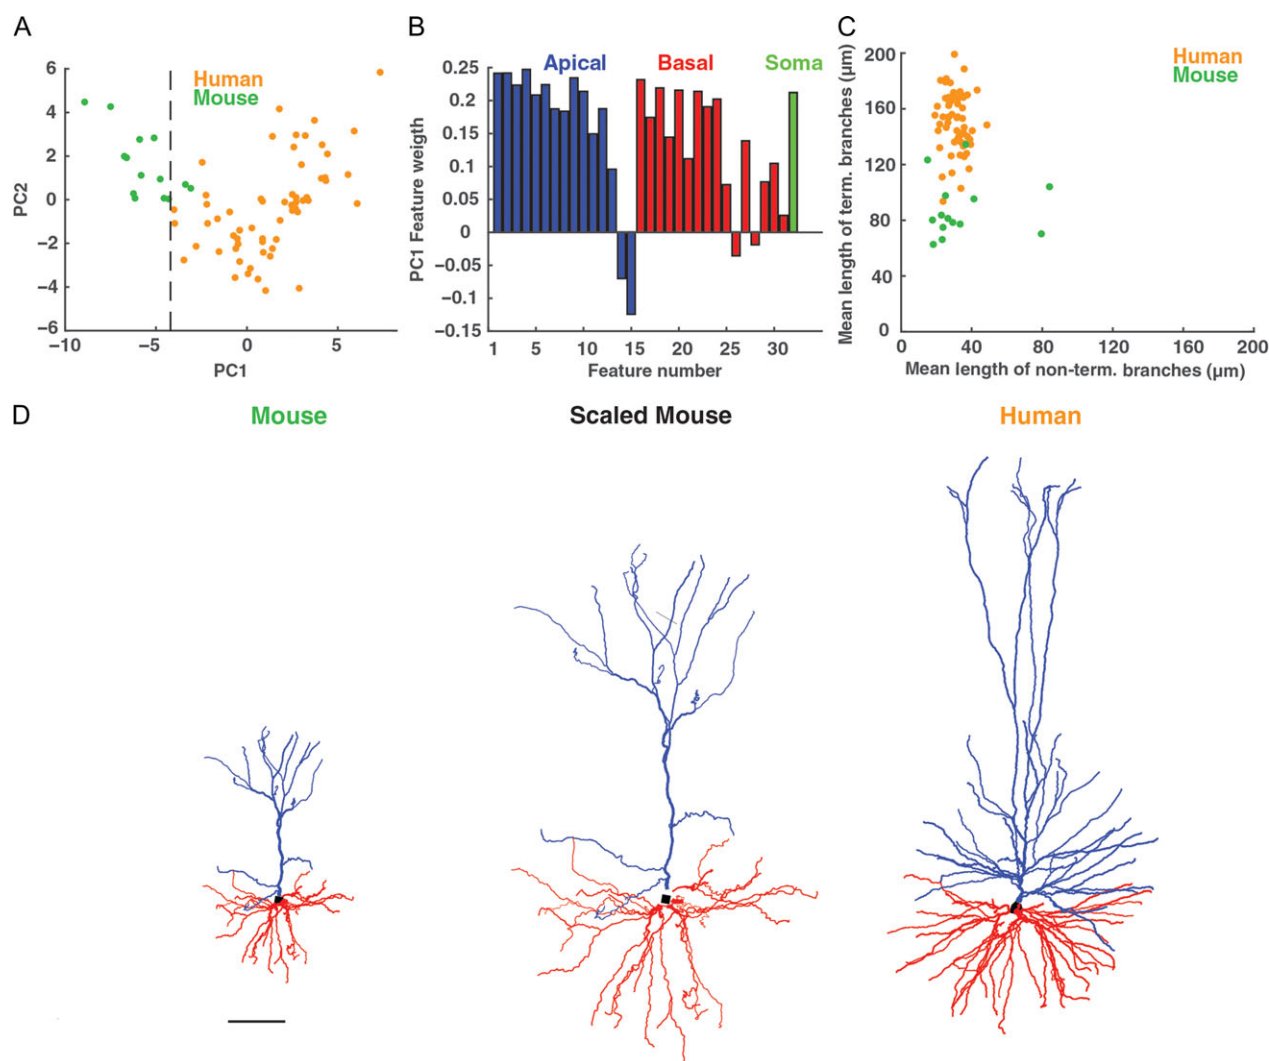 A
6
4
2
0
−2
−4
−6
PC2
−10
−5
0
5
PC1
Human
Mouse
B
0.25
0.2
0.15
0.1
0.05
0
−0.05
−0.1
−0.15
PC1 Feature weigth
Apical
Basal
Soma
1
5
10
15
20
25
30
Feature number
C
200
160
120
80
40
0
Mean length of term. branches (µm)
Human
Mouse
0
40
80
120
160
200
Mean length of non-term. branches (µm)
D
Mouse
Scaled Mouse
Human